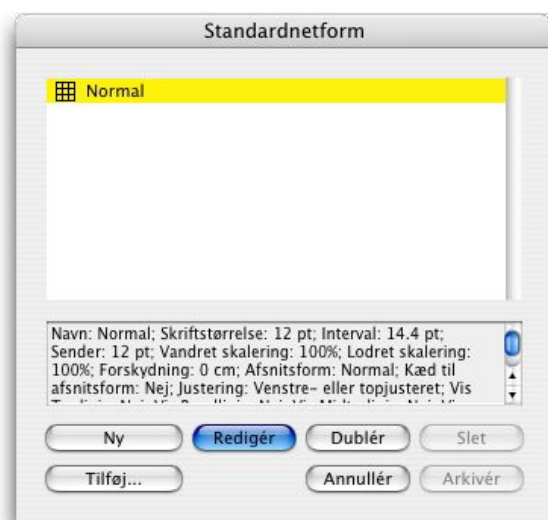 Standardnetform
Normal
Navn: Normal; Skriftstørrelse: 12 pt; Interval: 14.4 pt;
Sender: 12 pt; Vandret skalering: 100%; Lodret skalering:
100%; Forskydning: 0 cm; Afsnitsform: Normal; Kæd til
afsnitsform: Nej; Justering: Venstre- eller topjusteret; Vis
Ny Redigér Dublér Slet
Tilføj... Annullér Arkivér